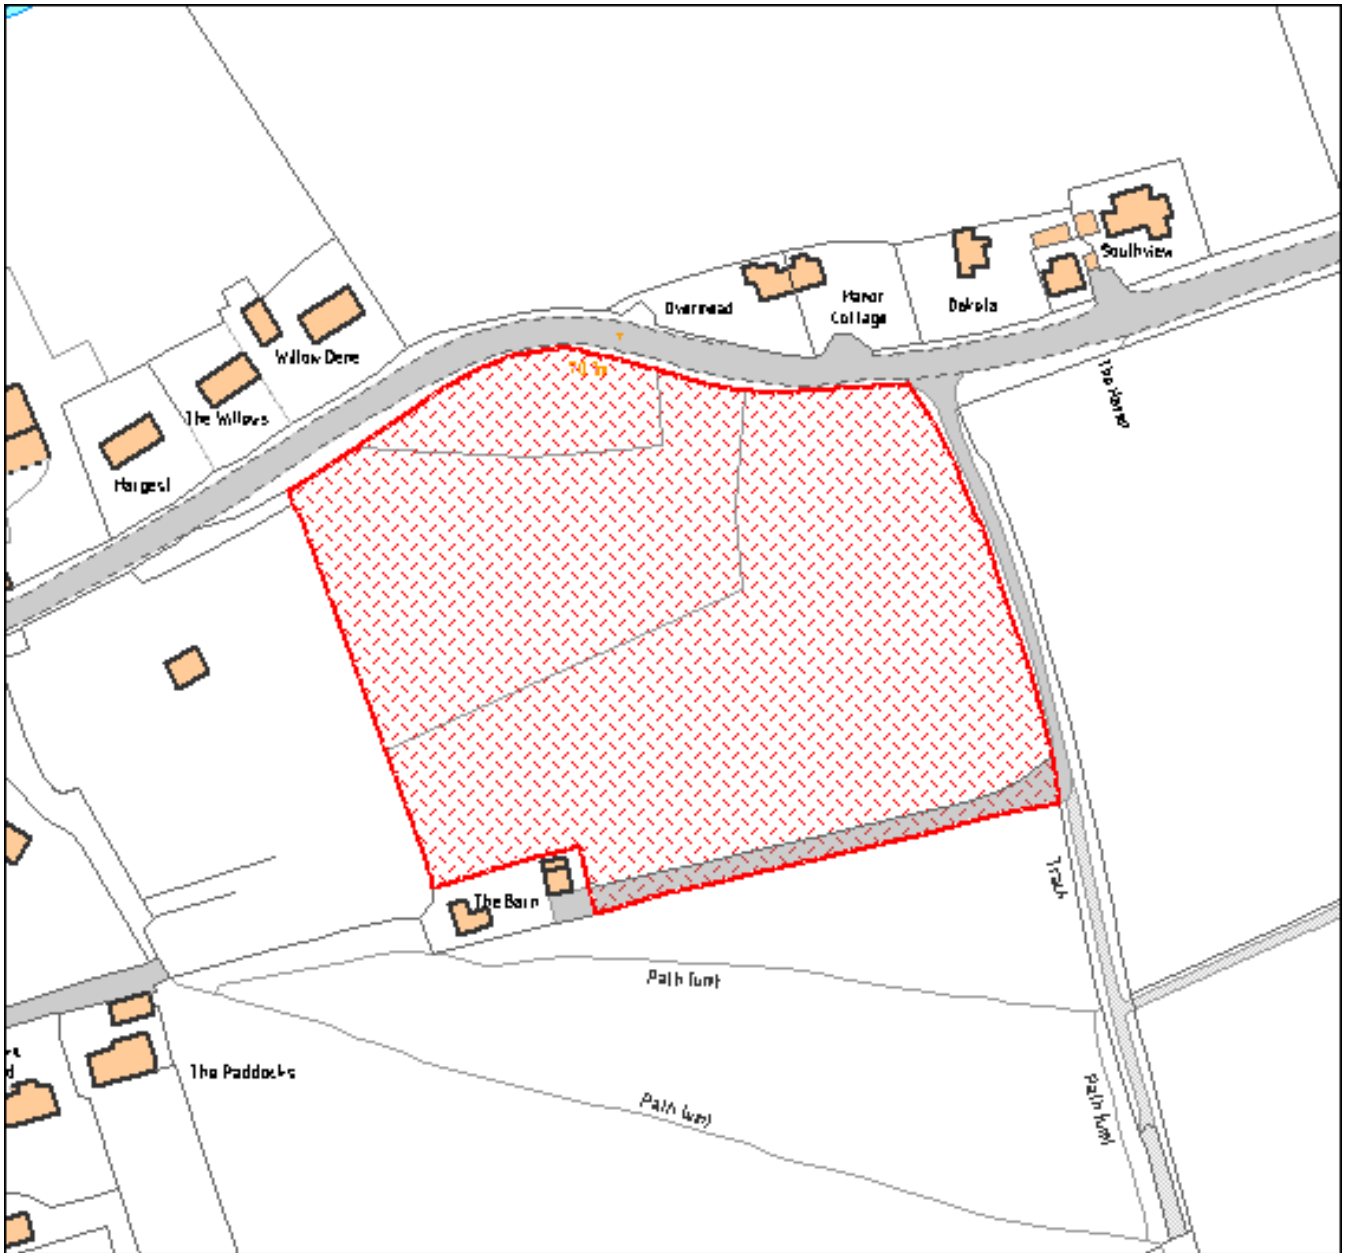 Southview
Overmead
Manor
Cottage
Dakota
Willow Dene
The Willows
Hargest
Track
The Barn
Path (um)
The Paddocks
Path (um)
Path (um)